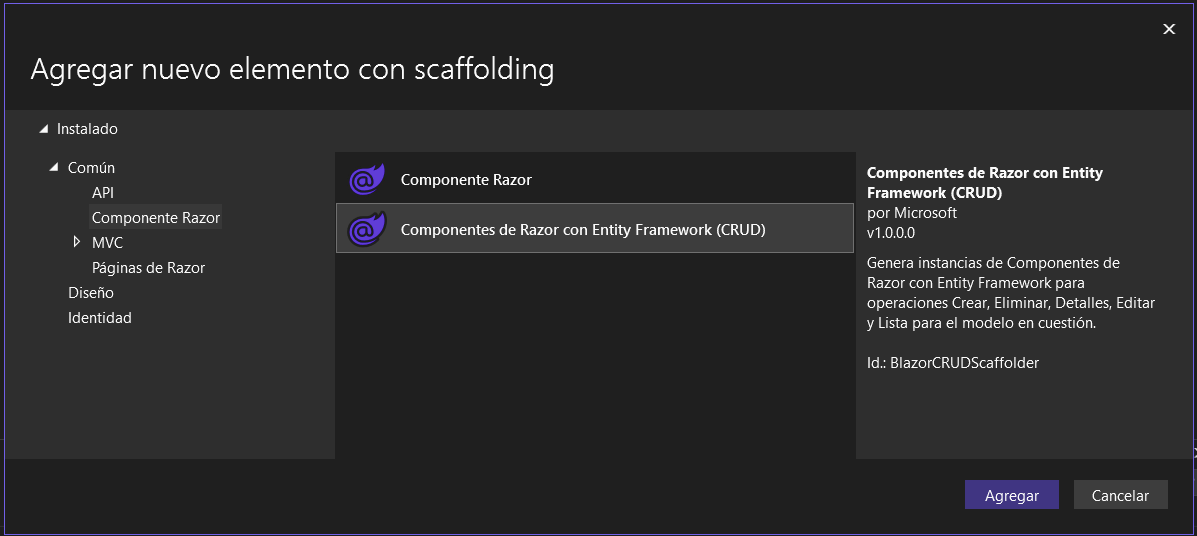 Agregar nuevo elemento con scaffolding
Instalado
Común
API
Componente Razor
MVC
Páginas de Razor
Diseño
Identidad
Componente Razor
Componentes de Razor con Entity Framework (CRUD)
Componentes de Razor con Entity
Framework (CRUD)
por Microsoft
v1.0.0.0
Genera instancias de Componentes de
Razor con Entity Framework para
operaciones Crear, Eliminar, Detalles, Editar
y Lista para el modelo en cuestión.
Id.: BlazorCRUDScaffolder
Agregar
Cancelar